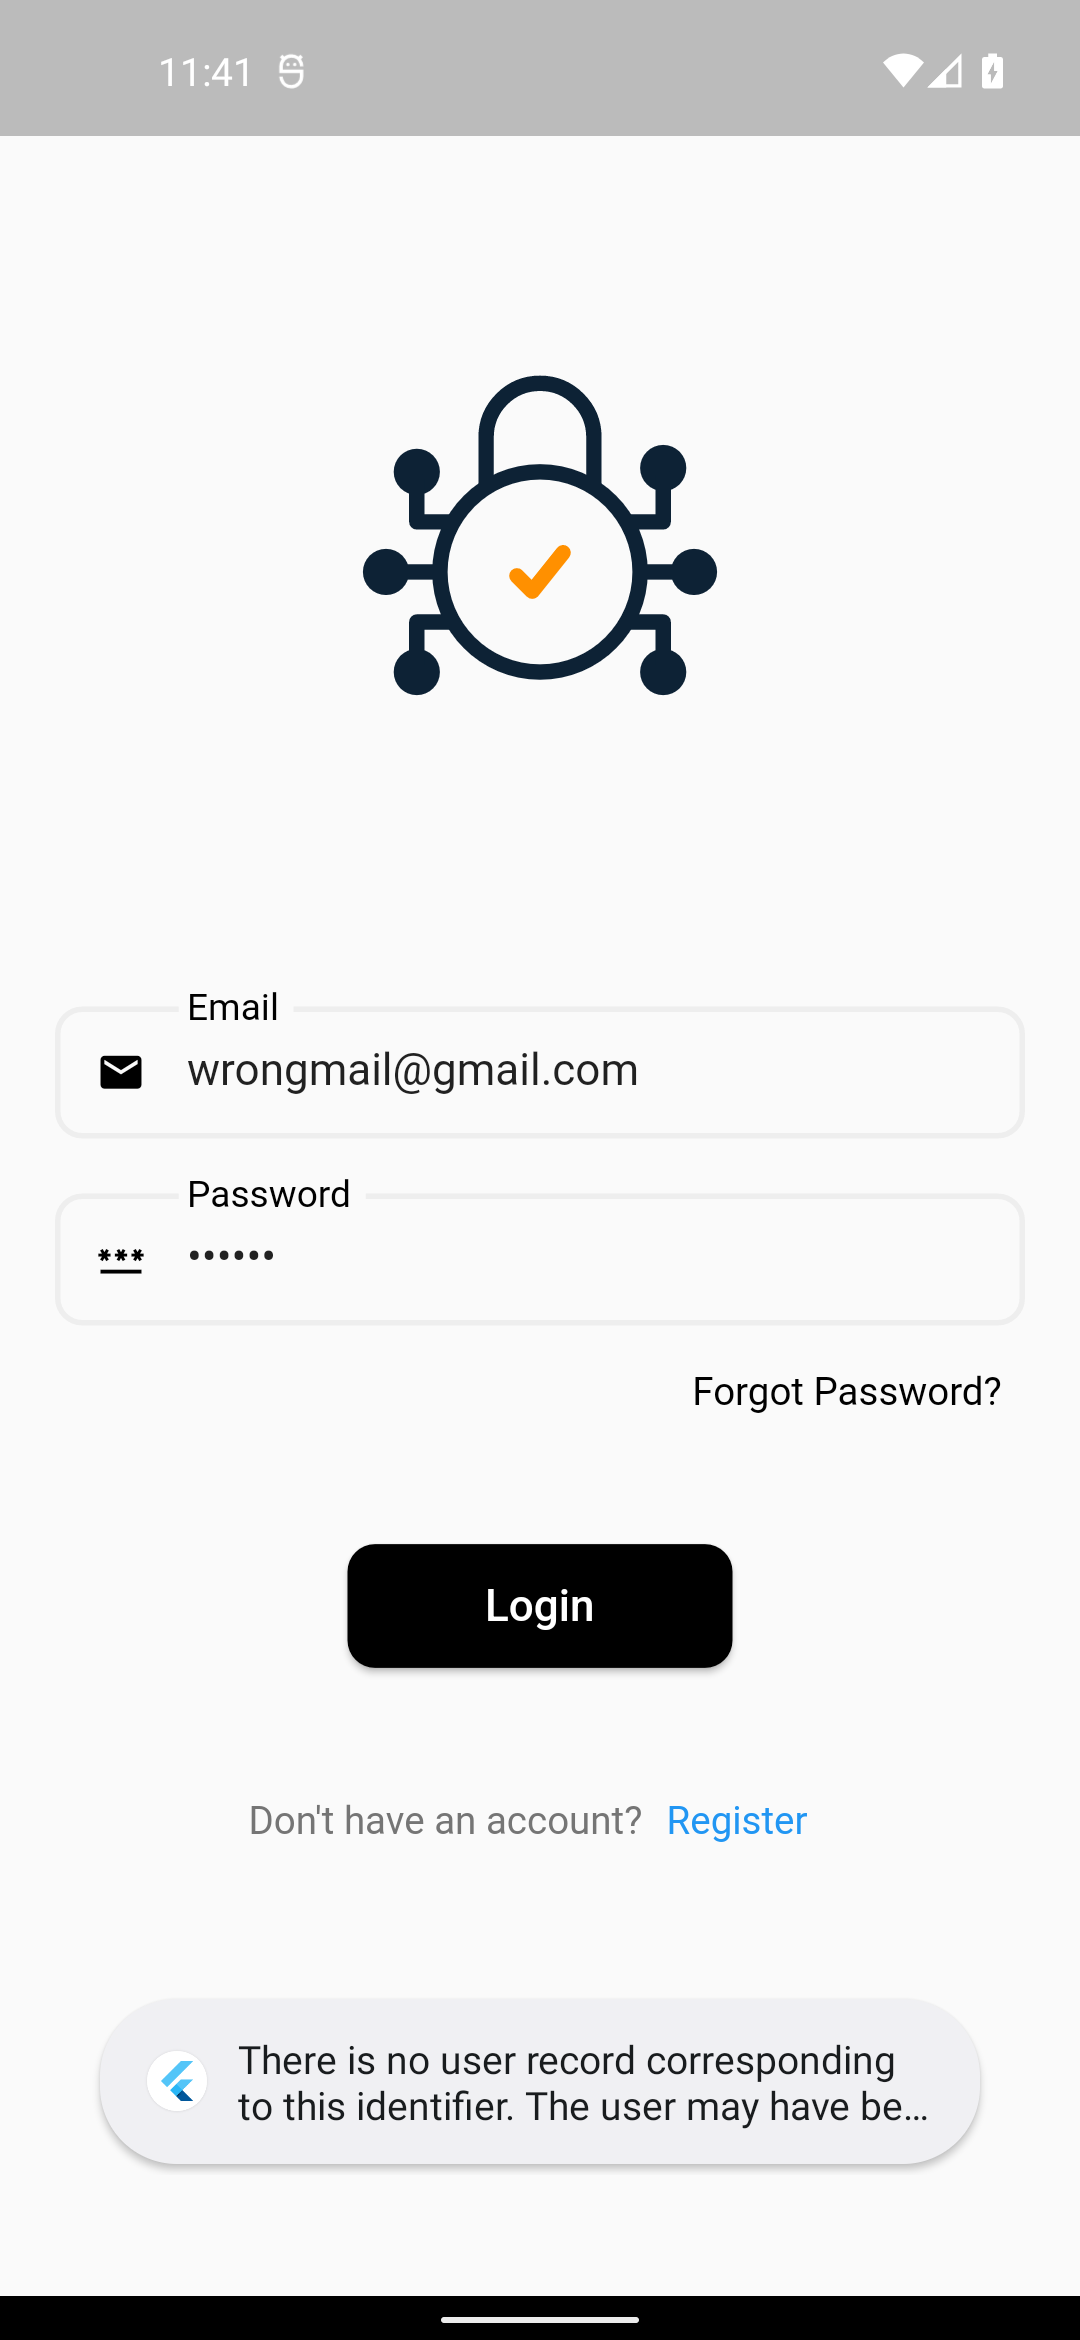 11:41
Email
wrongmail@gmail.com
Password
••••••
Forgot Password?
Login
Don't have an account? Register
There is no user record corresponding
to this identifier. The user may have be…